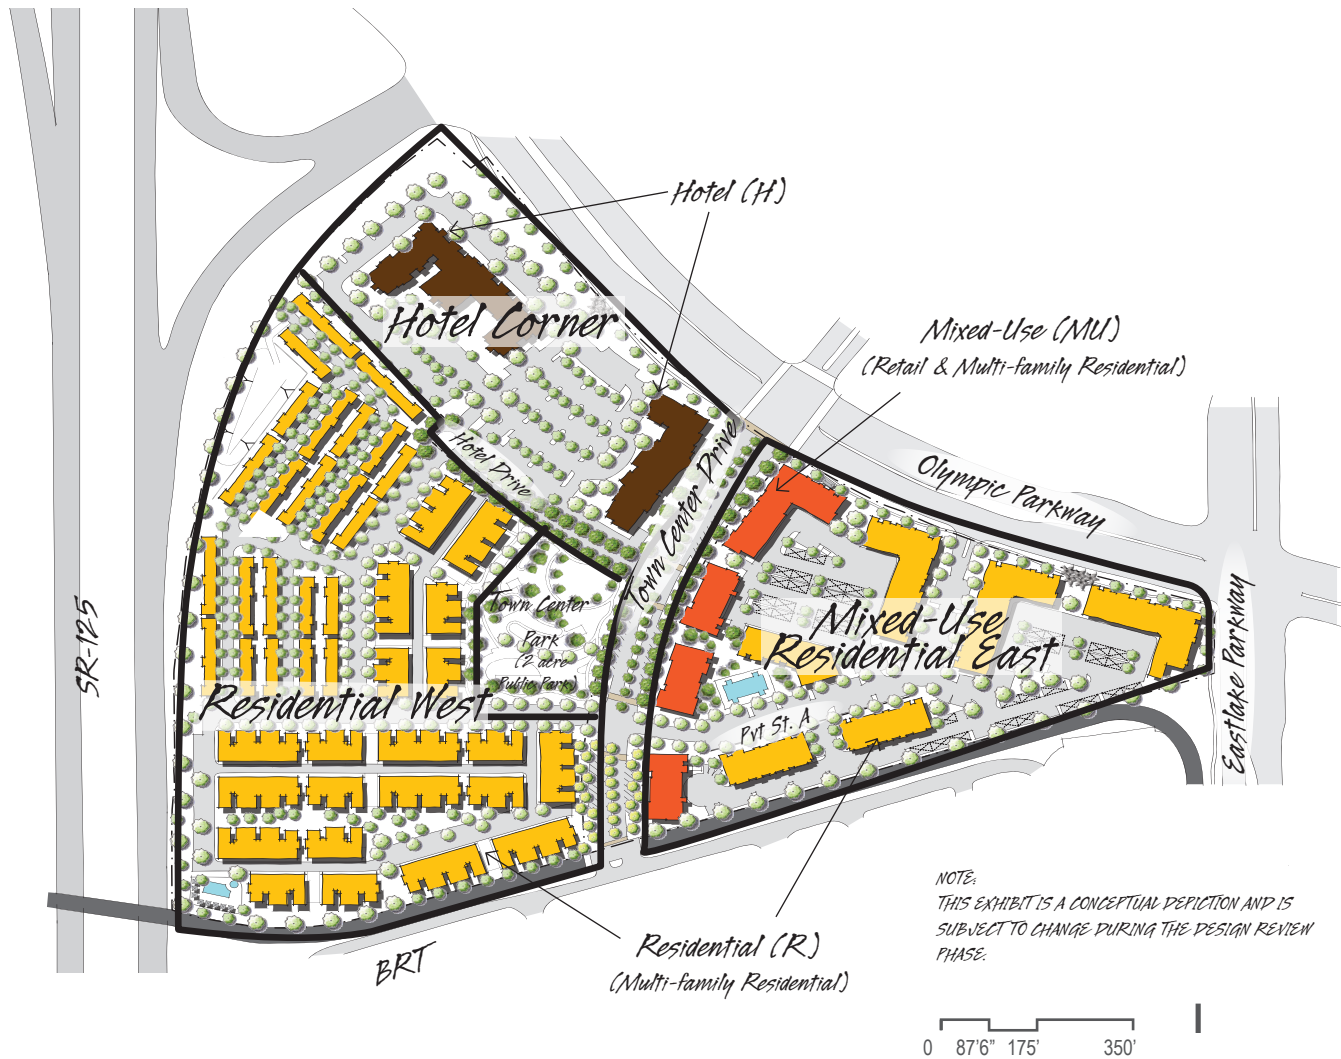 Hotel (H)
Hotel Corner
Mixed-Use (MU)
(Retail & Multi-family Residential)
Hotel Drive
Town Center Drive
Olympic Parkway
Eastlake Parkway
SR-125
Town Center
Park
(2 acre
Public Park)
Mixed-Use
Residential East
Residential West
Pvt St. A
Residential (R)
(Multi-family Residential)
BRT
NOTE:
THIS EXHIBIT IS A CONCEPTUAL DEPICTION AND IS
SUBJECT TO CHANGE DURING THE DESIGN REVIEW
PHASE.
0 87'6" 175' 350'